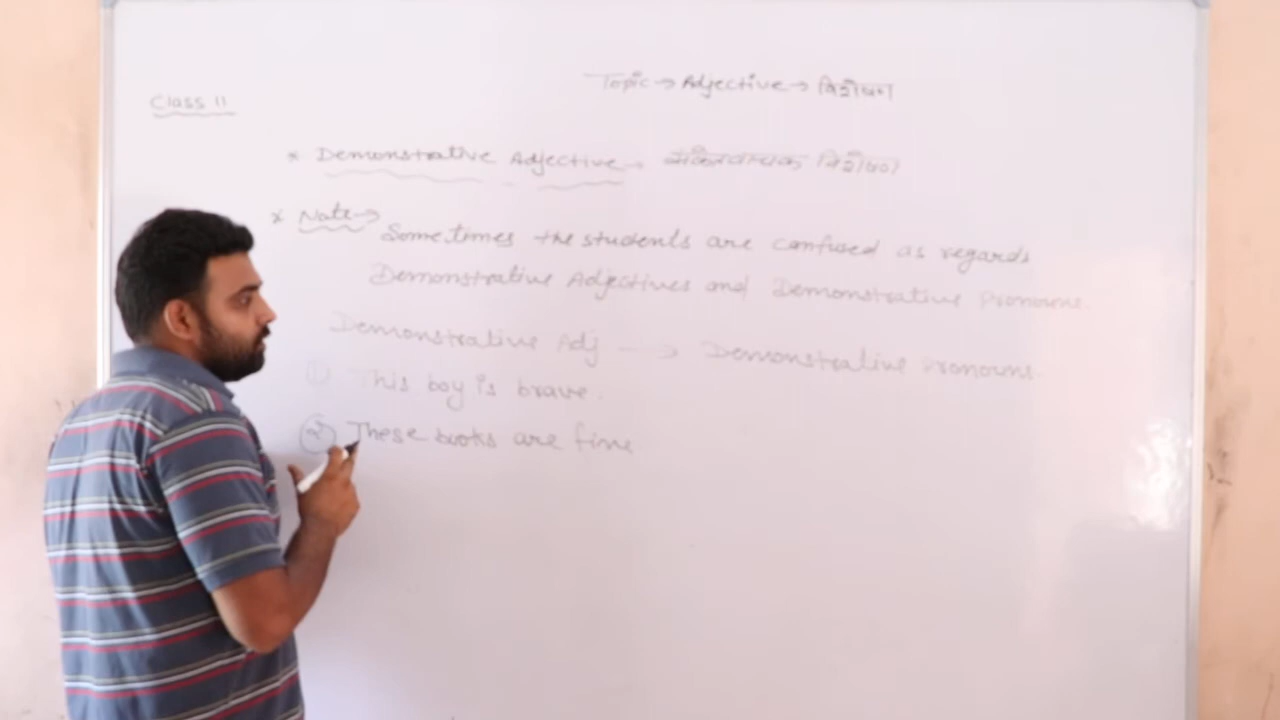 Topic → Adjective → विशेषण
Class 11
* Demonstrative Adjective → संकेतवाचक विशेषण
* Note →
Sometimes the students are confused as regards
Demonstrative Adjectives and Demonstrative Pronouns.
Demonstrative Adj → Demonstrative Pronouns.
① This boy is brave.
② These books are fine